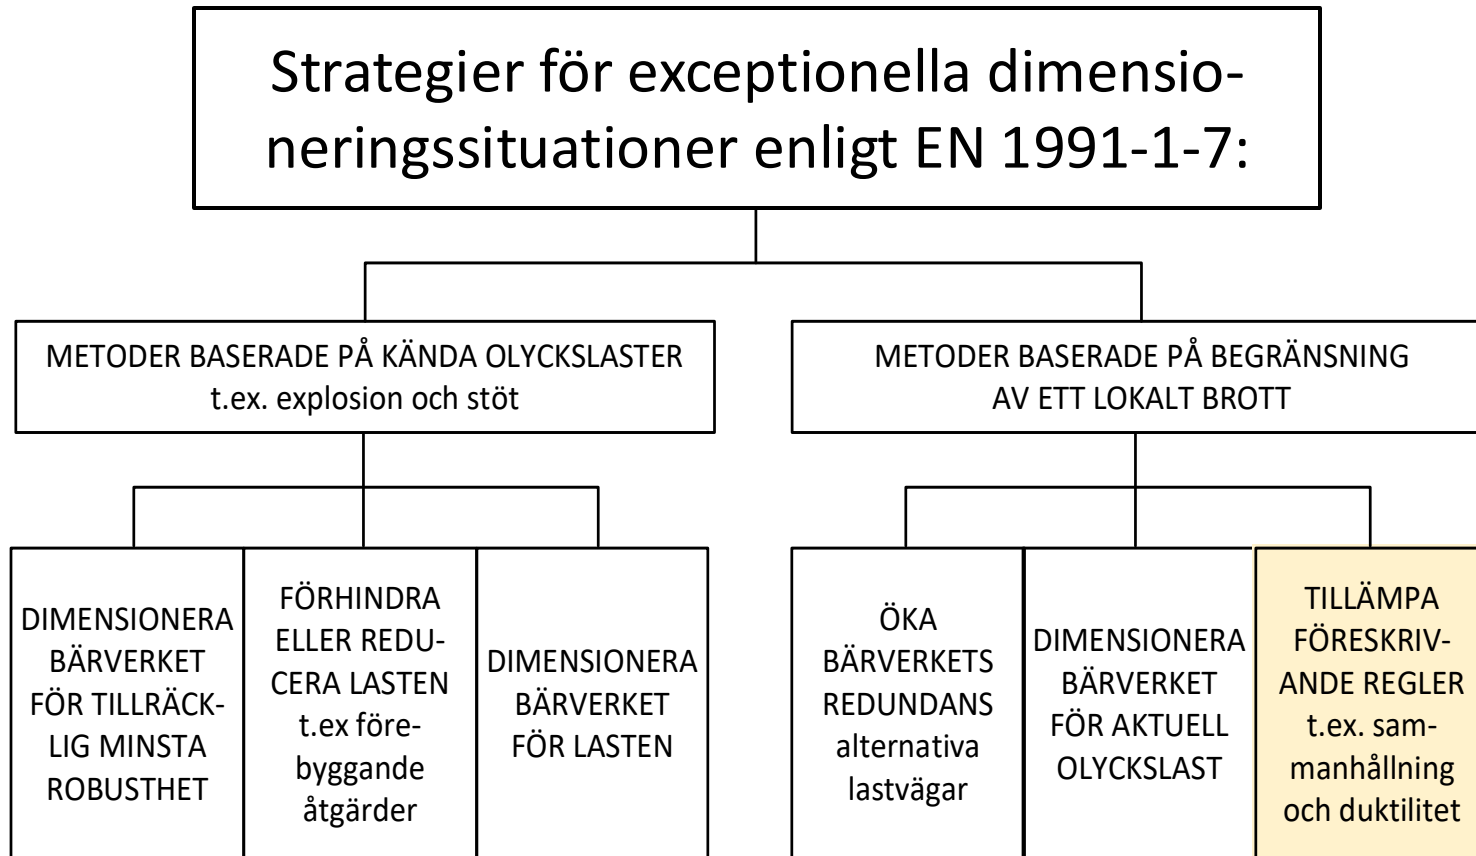 Strategier för exceptionella dimensio-
neringssituationer enligt EN 1991-1-7:
METODER BASERADE PÅ KÄNDA OLYCKSLASTER
t.ex. explosion och stöt
METODER BASERADE PÅ BEGRÄNSNING
AV ETT LOKALT BROTT
DIMENSIONERA
BÄRVERKET
FÖR TILLRÄCK-
LIG MINSTA
ROBUSTHET
FÖRHINDRA
ELLER REDU-
CERA LASTEN
t.ex före-
byggande
åtgärder
DIMENSIONERA
BÄRVERKET
FÖR LASTEN
ÖKA
BÄRVERKETS
REDUNDANS
alternativa
lastvägar
DIMENSIONERA
BÄRVERKET
FÖR AKTUELL
OLYCKSLAST
TILLÄMPA
FÖRESKRIV-
ANDE REGLER
t.ex. sam-
manhållning
och duktilitet